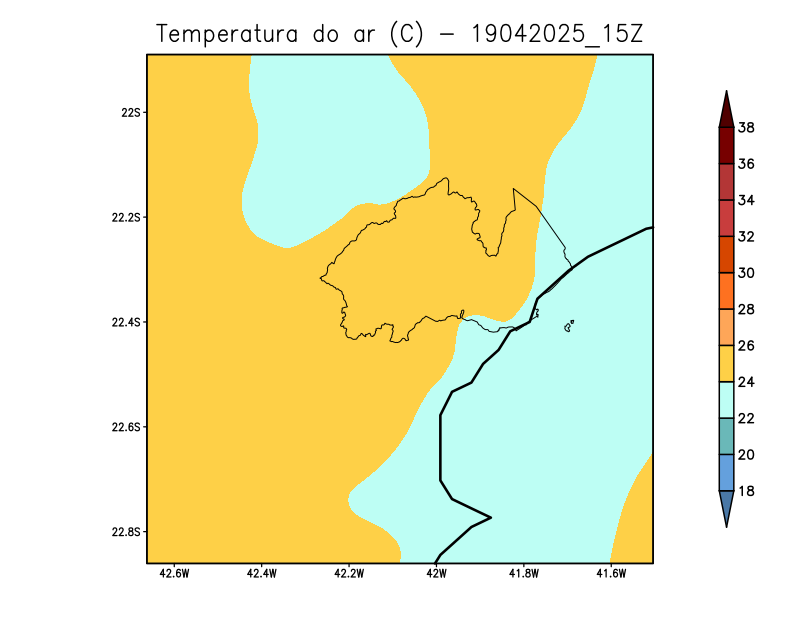 Temperatura do ar (C) - 19042025_15Z
22S
22.2S
22.4S
22.6S
22.8S
42.6W
42.4W
42.2W
42W
41.8W
41.6W
38
36
34
32
30
28
26
24
22
20
18